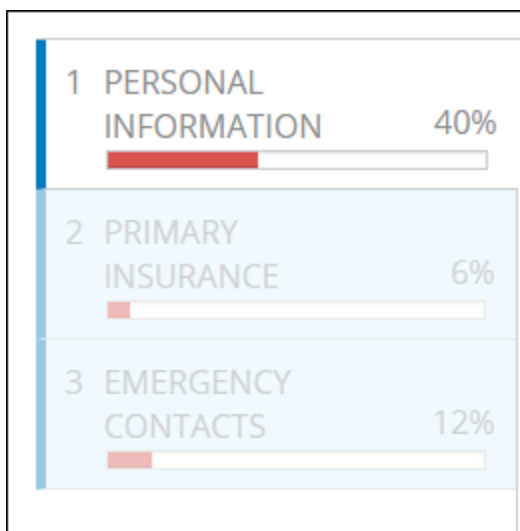 1 PERSONAL
INFORMATION 40%
2 PRIMARY
INSURANCE 6%
3 EMERGENCY
CONTACTS 12%